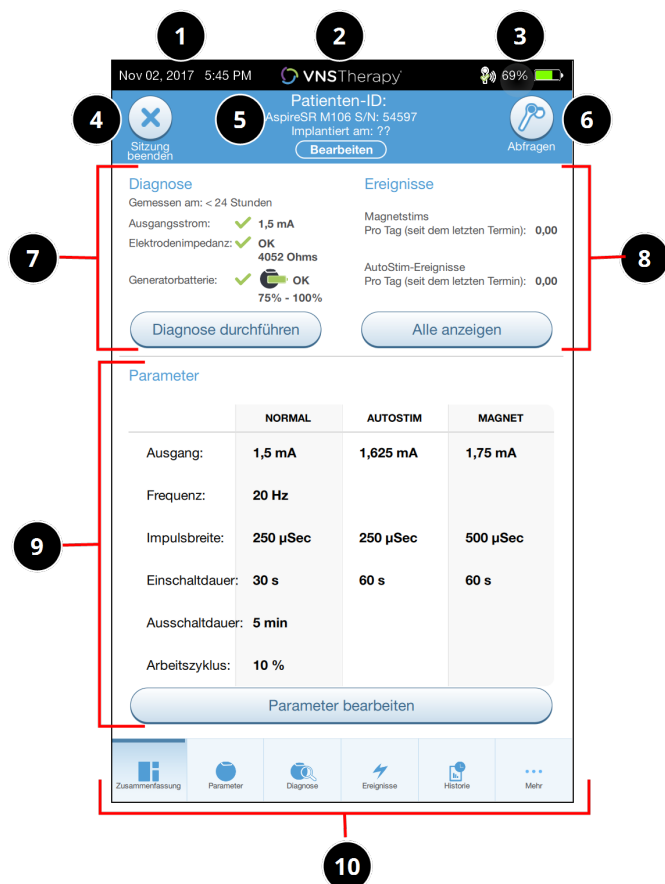 1
2
3
Nov 02, 2017 5:45 PM
VNSTherapy
69%
4
5
6
Patienten-ID:
AspireSR M106 S/N: 54597
Implantiert am: ??
Bearbeiten
Sitzung
beenden
Abfragen
7
Diagnose
Gemessen am: < 24 Stunden
Ausgangsstrom: 1,5 mA
Elektrodenimpedanz: OK
4052 Ohms
Generatorbatterie: OK
75% - 100%
Diagnose durchführen
8
Ereignisse
Magnetstims
Pro Tag (seit dem letzten Termin): 0,00
AutoStim-Ereignisse
Pro Tag (seit dem letzten Termin): 0,00
Alle anzeigen
9
Parameter
NORMAL AUTOSTIM MAGNET
Ausgang: 1,5 mA 1,625 mA 1,75 mA
Frequenz: 20 Hz
Impulsbreite: 250 µSec 250 µSec 500 µSec
Einschaltdauer: 30 s 60 s 60 s
Ausschaltdauer: 5 min
Arbeitszyklus: 10 %
Parameter bearbeiten
Zusammenfassung Parameter Diagnose Ereignisse Historie Mehr
10